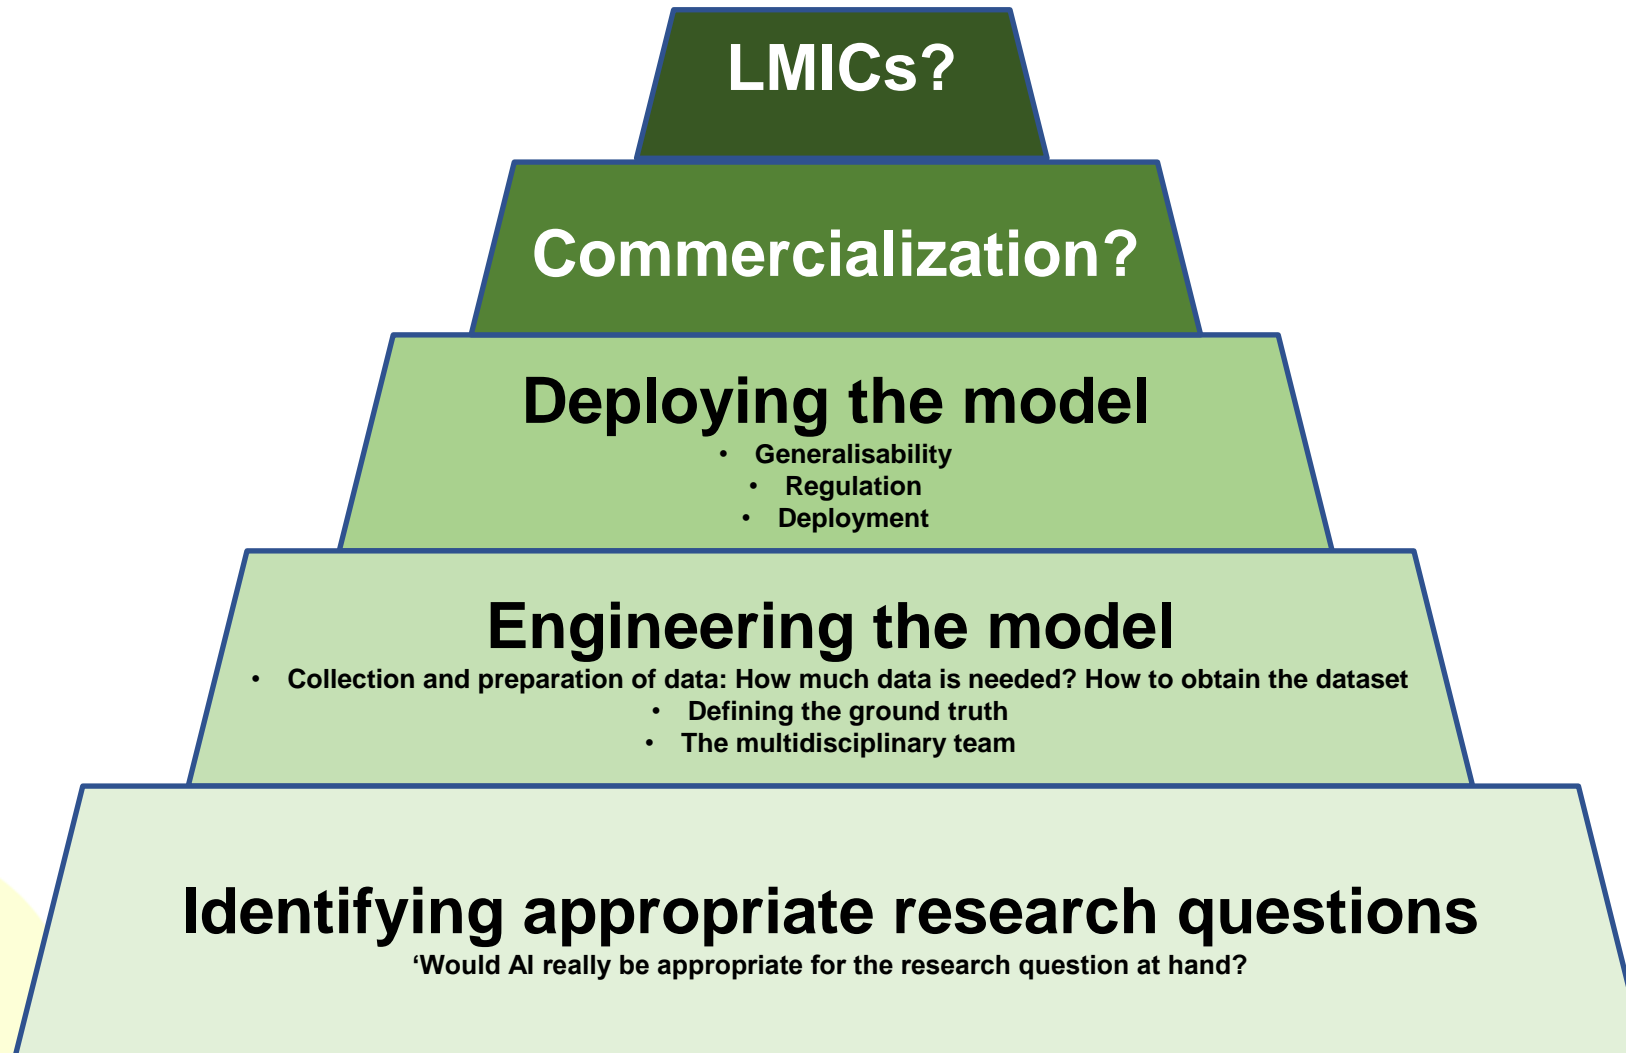 LMICs?
Commercialization?
Deploying the model
• Generalisability
• Regulation
• Deployment
Engineering the model
• Collection and preparation of data: How much data is needed? How to obtain the dataset
• Defining the ground truth
• The multidisciplinary team
Identifying appropriate research questions
‘Would AI really be appropriate for the research question at hand?